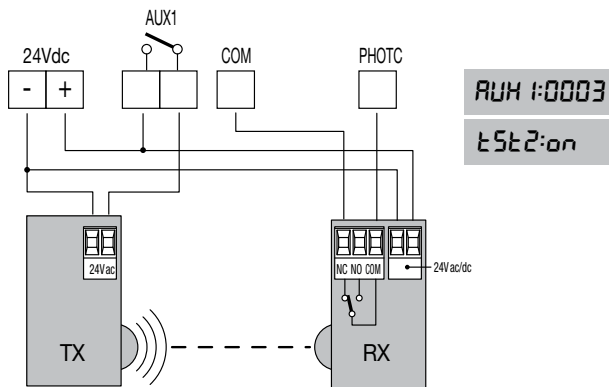 AUX1
24Vdc
COM
PHOTC
- +
AUX 1:0003
tSt2:on
24Vac
NC NO COM
24Vac/dc
TX
RX